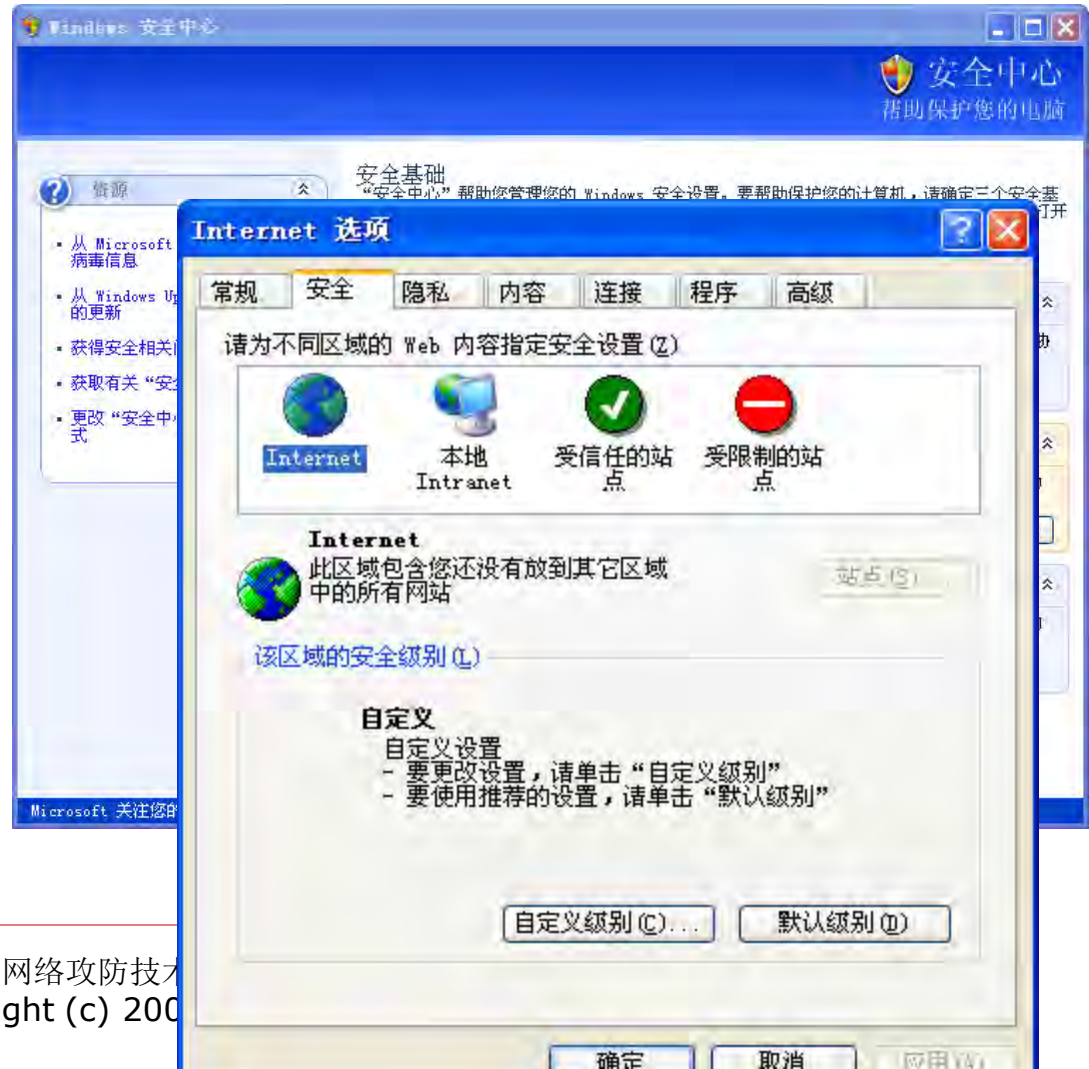 Windows 安全中心
安全中心
帮助保护您的电脑
资源
从 Microsoft
病毒信息
从 Windows Up
的更新
获得安全相关
获取有关 “安
更改 “安全中
式
安全基础
“安全中心” 帮助您管理您的 Windows 安全设置。要帮助保护您的计算机，请确定三个安全基
打开
协
Internet 选项
常规 安全 隐私 内容 连接 程序 高级
请为不同区域的 Web 内容指定安全设置(Z)
Internet 本地 受信任的站 受限制的站
Intranet 点 点
Internet
此区域包含您还没有放到其它区域
中的所有网站
站点(S)...
该区域的安全级别(L)
自定义
自定义设置
- 要更改设置，请单击“自定义级别”
- 要使用推荐的设置，请单击“默认级别”
自定义级别(C)... 默认级别(D)
确定 取消 应用(A)
Microsoft 关注您的
网络攻防技术
ght (c) 200